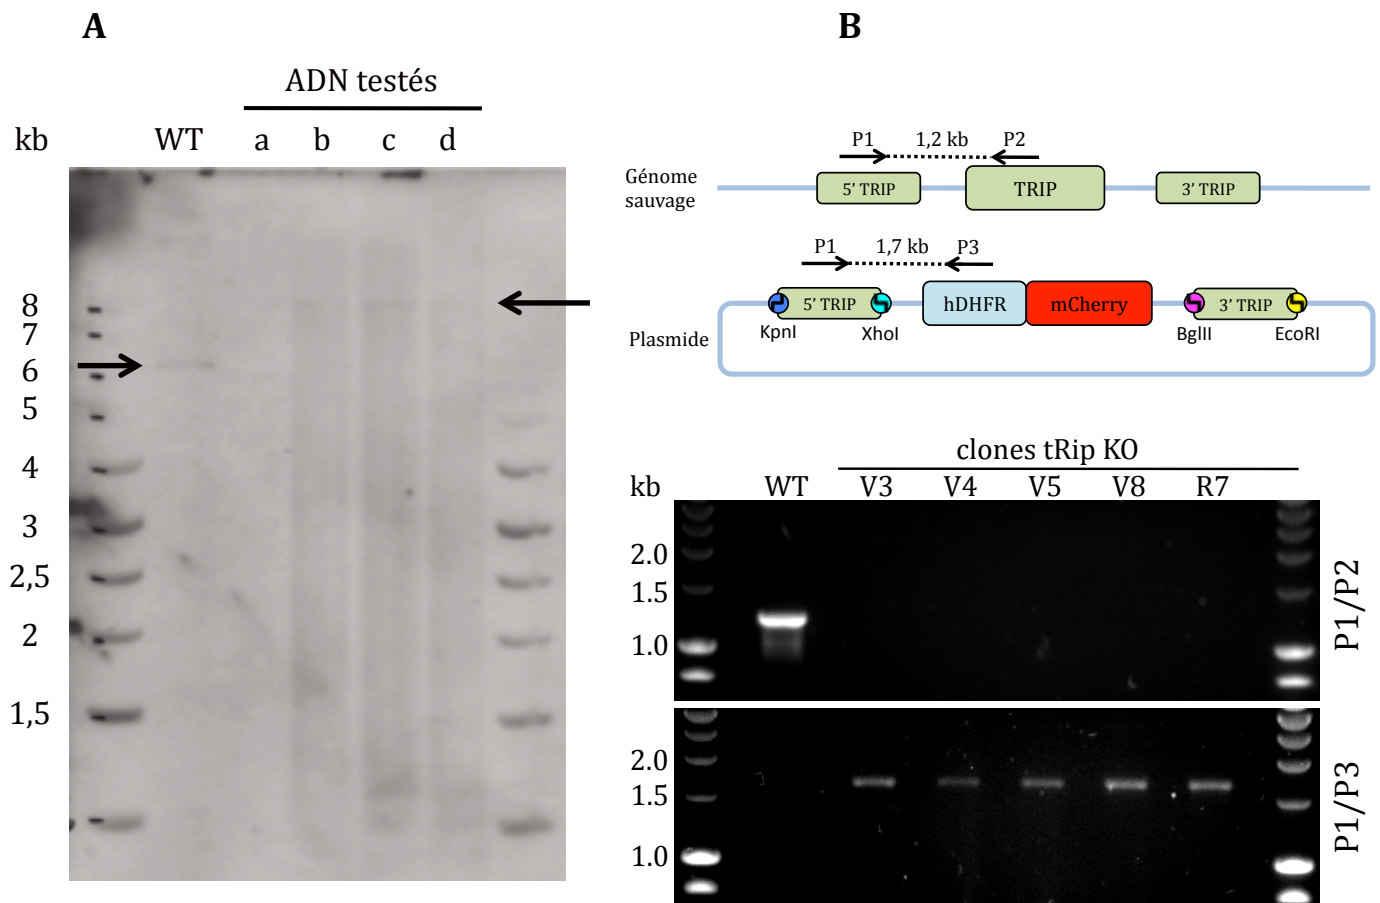 A
ADN testés
kb WT a b c d
8
7
6
5
4
3
2,5
2
1,5
B
P1 1,2 kb P2
Génome
sauvage
5’ TRIP TRIP 3’ TRIP
P1 1,7 kb P3
5’ TRIP hDHFR mCherry 3’ TRIP
Plasmide
KpnI XhoI BglII EcoRI
clones tRip KO
kb WT V3 V4 V5 V8 R7
2.0
1.5
1.0
P1/P2
2.0
1.5
1.0
P1/P3